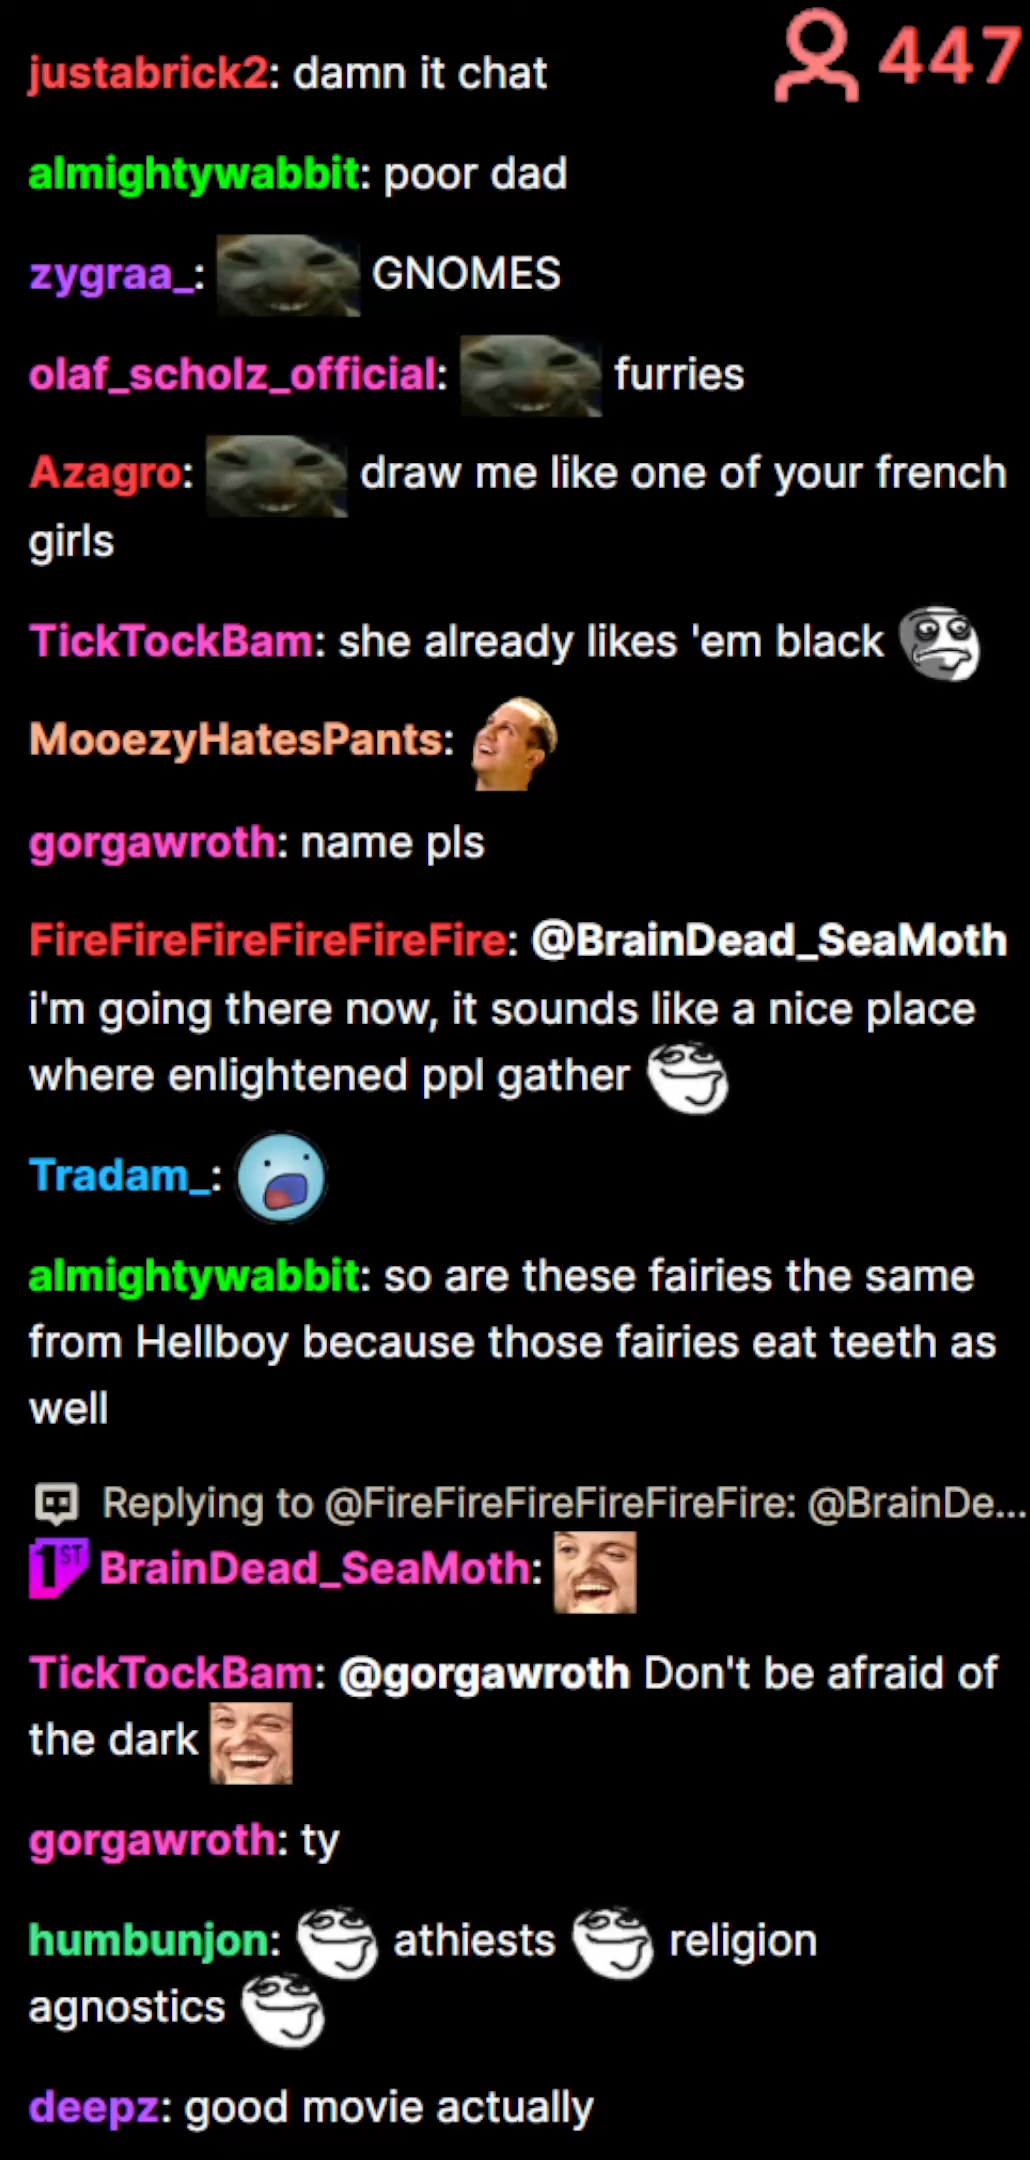 447
justabrick2: damn it chat
almightywabbit: poor dad
zygraa_: GNOMES
olaf_scholz_official: furries
Azagro: draw me like one of your french
girls
TickTockBam: she already likes 'em black
MooezyHatesPants:
gorgawroth: name pls
FireFireFireFireFireFire: @BrainDead_SeaMoth
i'm going there now, it sounds like a nice place
where enlightened ppl gather
Tradam_:
almightywabbit: so are these fairies the same
from Hellboy because those fairies eat teeth as
well
Replying to @FireFireFireFireFireFire: @BrainDe...
1ST BrainDead_SeaMoth:
TickTockBam: @gorgawroth Don't be afraid of
the dark
gorgawroth: ty
humbunjon: athiests religion
agnostics
deepz: good movie actually